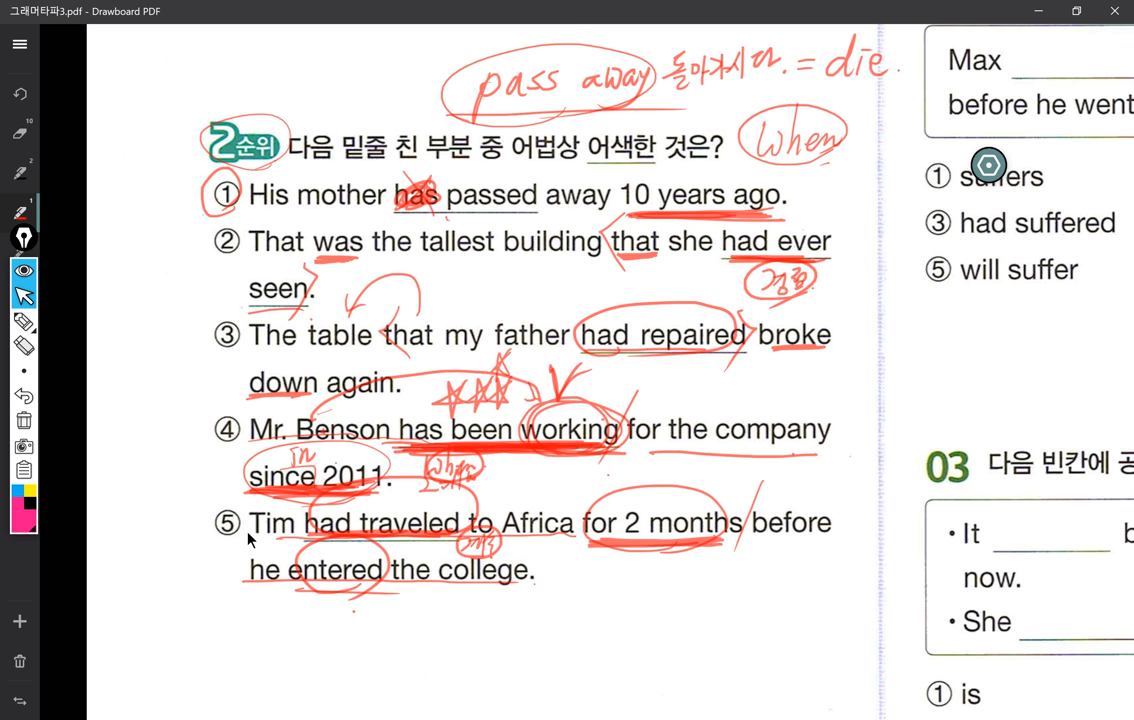 그래머타파3.pdf - Drawboard PDF
pass away 돌아가시다. = die.
2순위 다음 밑줄 친 부분 중 어법상 어색한 것은? When
① His mother has passed away 10 years ago.
② That was the tallest building that she had ever
seen. 경험
③ The table that my father had repaired broke
down again.
④ Mr. Benson has been working for the company
in
since 2011. when
⑤ Tim had traveled to Africa for 2 months before
계속
he entered the college.
Max
before he went
① suffers
③ had suffered
⑤ will suffer
03 다음 빈칸에 공
• It b
now.
• She
① is
10
2
1